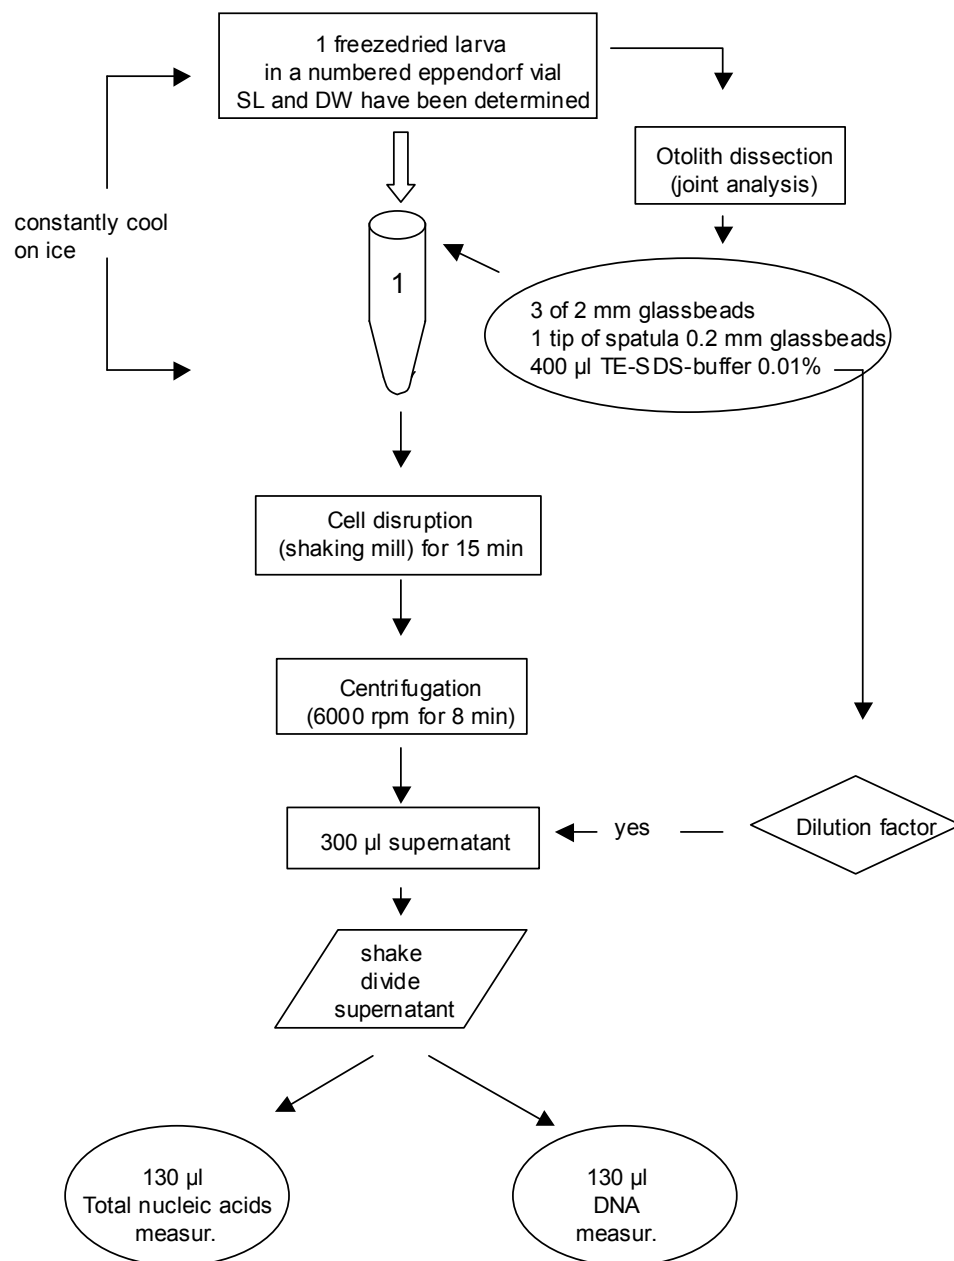 1 freezedried larva
in a numbered eppendorf vial
SL and DW have been determined
Otolith dissection
(joint analysis)
constantly cool
on ice
1
3 of 2 mm glassbeads
1 tip of spatula 0.2 mm glassbeads
400 µl TE-SDS-buffer 0.01%
Cell disruption
(shaking mill) for 15 min
Centrifugation
(6000 rpm for 8 min)
300 µl supernatant
yes
Dilution factor
shake
divide
supernatant
130 µl
Total nucleic acids
measur.
130 µl
DNA
measur.